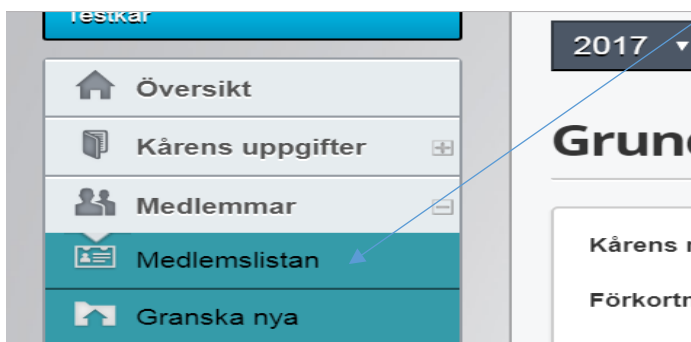 Testkår
Översikt
Kårens uppgifter
Medlemmar
Medlemslistan
Granska nya
2017
Grun
Kårens
Förkortn